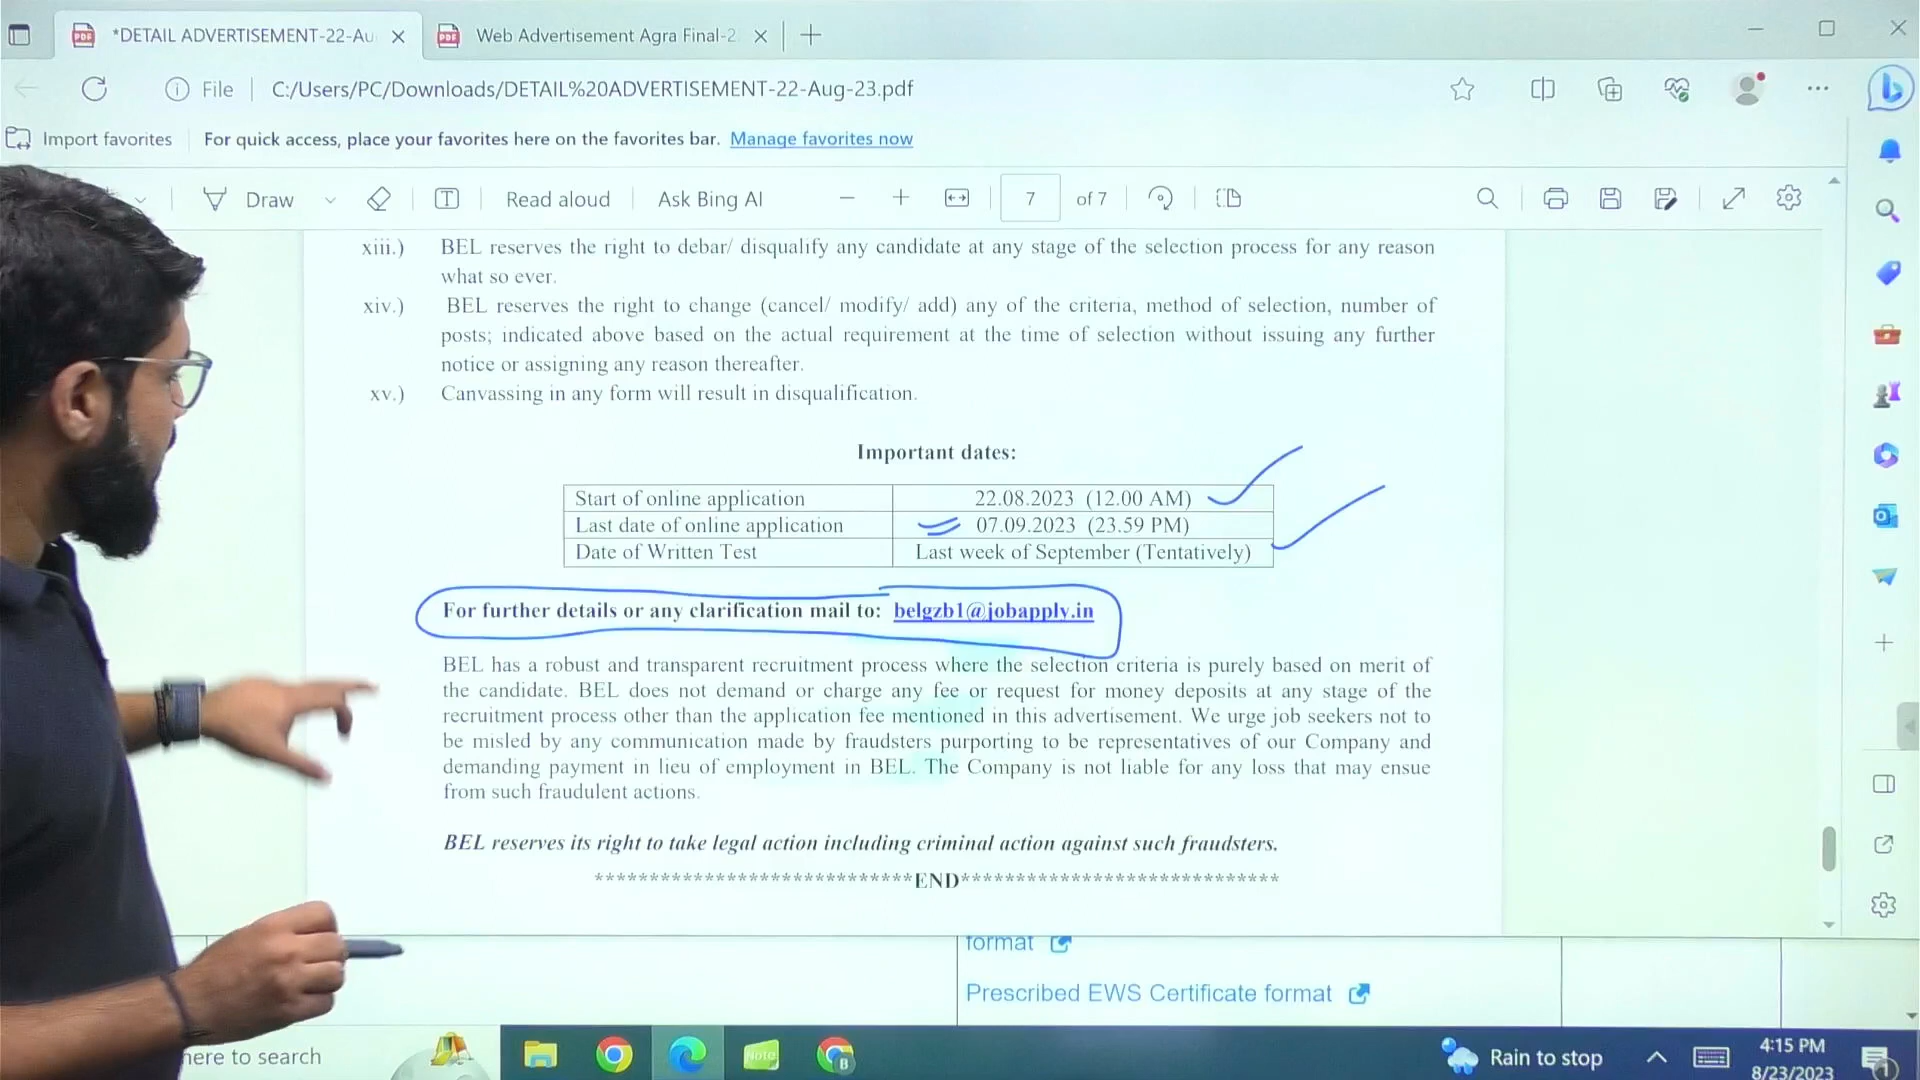 *DETAIL ADVERTISEMENT-22-Au
Web Advertisement Agra Final-2
File
C:/Users/PC/Downloads/DETAIL%20ADVERTISEMENT-22-Aug-23.pdf
Import favorites
For quick access, place your favorites here on the favorites bar. Manage favorites now
Draw
Read aloud
Ask Bing AI
7
of 7
xiii.) BEL reserves the right to debar/ disqualify any candidate at any stage of the selection process for any reason
what so ever.
xiv.) BEL reserves the right to change (cancel/ modify/ add) any of the criteria, method of selection, number of
posts; indicated above based on the actual requirement at the time of selection without issuing any further
notice or assigning any reason thereafter.
xv.) Canvassing in any form will result in disqualification.
Important dates:
Start of online application 22.08.2023 (12.00 AM)
Last date of online application 07.09.2023 (23.59 PM)
Date of Written Test Last week of September (Tentatively)
For further details or any clarification mail to: belgzb1@jobapply.in
BEL has a robust and transparent recruitment process where the selection criteria is purely based on merit of
the candidate. BEL does not demand or charge any fee or request for money deposits at any stage of the
recruitment process other than the application fee mentioned in this advertisement. We urge job seekers not to
be misled by any communication made by fraudsters purporting to be representatives of our Company and
demanding payment in lieu of employment in BEL. The Company is not liable for any loss that may ensue
from such fraudulent actions.
BEL reserves its right to take legal action including criminal action against such fraudsters.
*****************************END*****************************
format
Prescribed EWS Certificate format
here to search
Note
B
Rain to stop
4:15 PM
8/23/2023
1